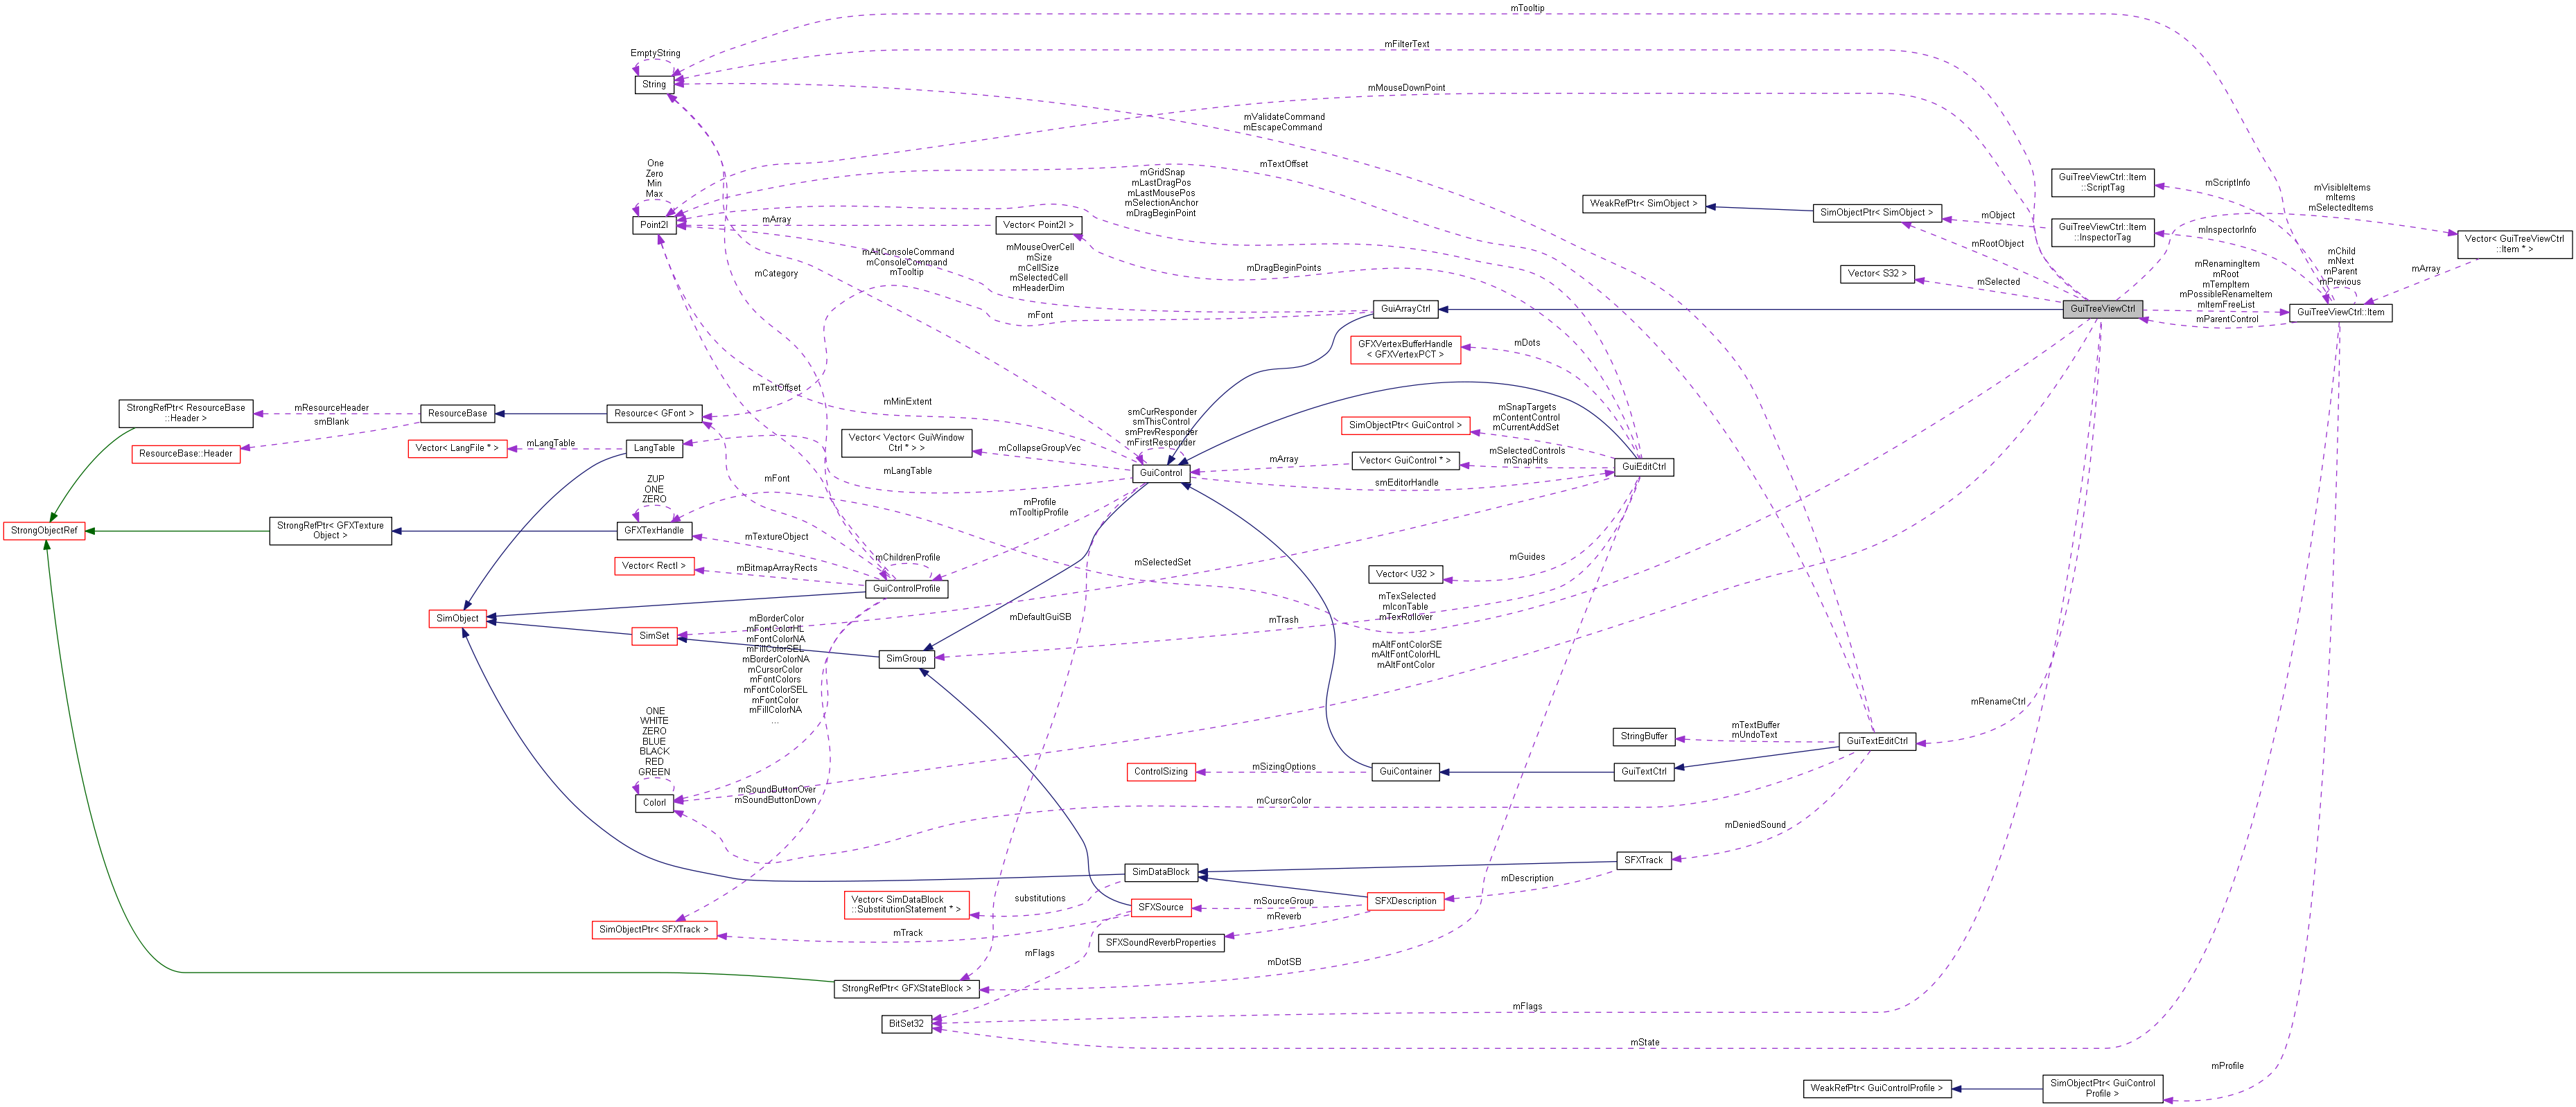 mTooltip
mFilterText
EmptyString
String
mMouseDownPoint
mValidateCommand
mEscapeCommand
One
Zero
Min
Max
Point2I
mTextOffset
mGridSnap
mLastDragPos
mLastMousePos
mSelectionAnchor
mDragBeginPoint
mArray
Vector< Point2I >
WeakRefPtr< SimObject >
SimObjectPtr< SimObject >
mObject
mRootObject
GuiTreeViewCtrl::Item
::ScriptTag
mScriptInfo
GuiTreeViewCtrl::Item
::InspectorTag
mInspectorInfo
mVisibleItems
mItems
mSelectedItems
Vector< GuiTreeViewCtrl
::Item * >
mArray
mChild
mNext
mParent
mPrevious
mAltConsoleCommand
mConsoleCommand
mTooltip
mCategory
mMouseOverCell
mSize
mCellSize
mSelectedCell
mHeaderDim
mDragBeginPoints
Vector< S32 >
mSelected
mRenamingItem
mRoot
mTempItem
mPossibleRenameItem
mItemFreeList
mParentControl
GuiTreeViewCtrl
GuiTreeViewCtrl::Item
mFont
GuiArrayCtrl
GFXVertexBufferHandle
< GFXVertexPCT >
mDots
mTextOffset
mMinExtent
StrongRefPtr< ResourceBase
::Header >
mResourceHeader
smBlank
ResourceBase
Resource< GFont >
ResourceBase::Header
Vector< LangFile * >
mLangTable
LangTable
Vector< Vector< GuiWindow
Ctrl * > >
mCollapseGroupVec
smCurResponder
smThisControl
smPrevResponder
mFirstResponder
GuiControl
SimObjectPtr< GuiControl >
mSnapTargets
mContentControl
mCurrentAddSet
mArray
Vector< GuiControl * >
mSelectedControls
mSnapHits
GuiEditCtrl
smEditorHandle
mLangTable
mFont
ZUP
ONE
ZERO
GFXTexHandle
mProfile
mTooltipProfile
StrongObjectRef
StrongRefPtr< GFXTexture
Object >
mTextureObject
mChildrenProfile
mSelectedSet
mGuides
Vector< RectI >
mBitmapArrayRects
GuiControlProfile
Vector< U32 >
mTexSelected
mIconTable
mTexRollover
mTrash
SimObject
SimSet
mBorderColor
mFontColorHL
mFontColorNA
mFillColorSEL
mBorderColorNA
mCursorColor
mFontColors
mFontColorSEL
mFontColor
mFillColorNA
...
mDefaultGuiSB
SimGroup
mAltFontColorSE
mAltFontColorHL
mAltFontColor
mRenameCtrl
ONE
WHITE
ZERO
BLUE
BLACK
RED
GREEN
ColorI
StringBuffer
mTextBuffer
mUndoText
GuiTextEditCtrl
ControlSizing
mSizingOptions
GuiContainer
GuiTextCtrl
mSoundButtonOver
mSoundButtonDown
mCursorColor
mDeniedSound
SimDataBlock
SFXTrack
mDescription
Vector< SimDataBlock
::SubstitutionStatement * >
substitutions
SFXSource
mSourceGroup
mReverb
SFXDescription
SimObjectPtr< SFXTrack >
mTrack
SFXSoundReverbProperties
mFlags
mDotSB
StrongRefPtr< GFXStateBlock >
mFlags
BitSet32
mState
mProfile
WeakRefPtr< GuiControlProfile >
SimObjectPtr< GuiControl
Profile >